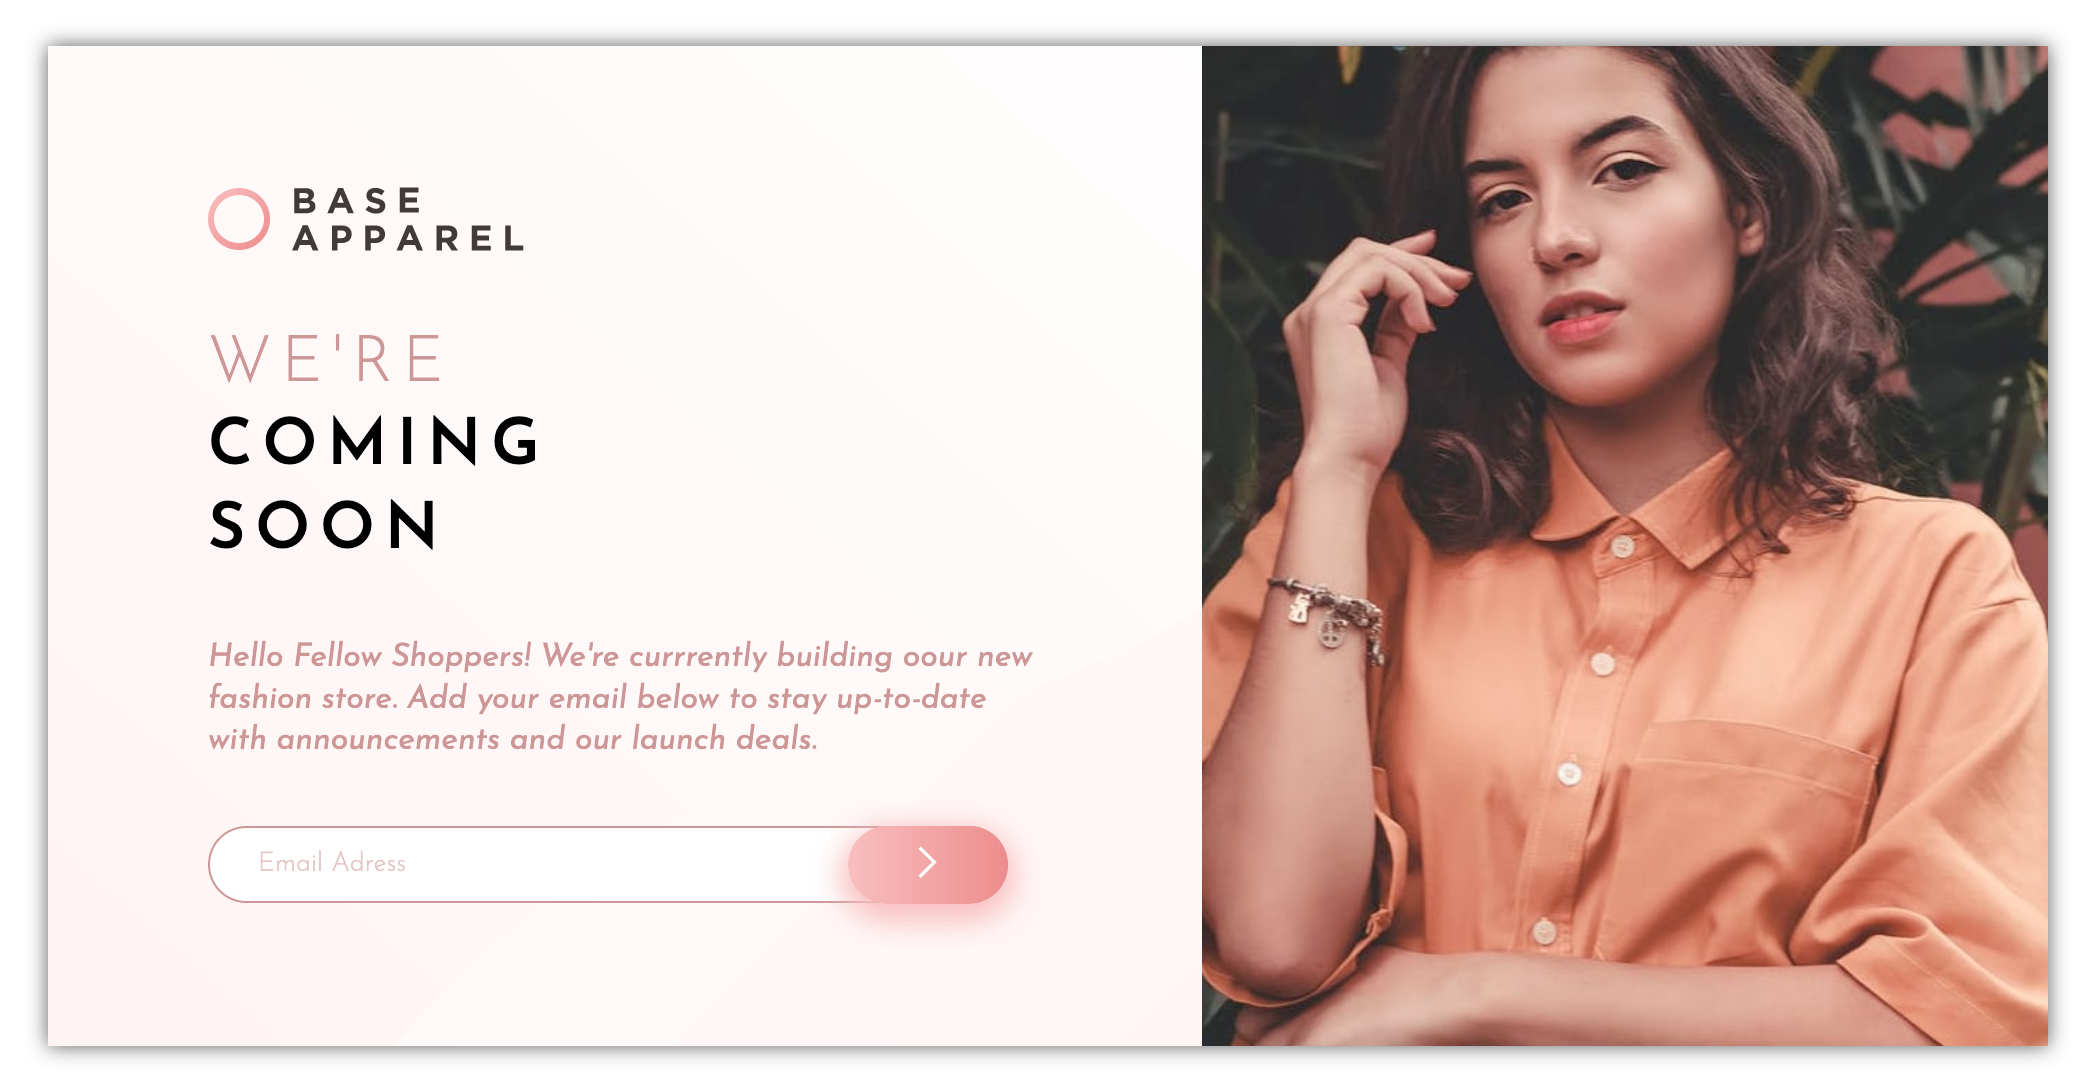 BASE
APPAREL
WE'RE
COMING
SOON
Hello Fellow Shoppers! We're currrently building oour new
fashion store. Add your email below to stay up-to-date
with announcements and our launch deals.
Email Adress